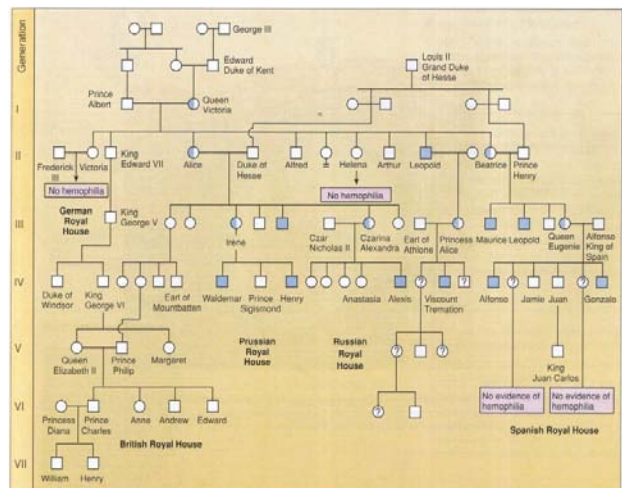 Generation
George III
Edward
Duke of Kent
Louis II
Grand Duke
of Hesse
Prince
Albert
Queen
Victoria
I
II
Frederick
III
Victoria
King
Edward VII
Alice
Duke of
Hesse
Alfred
Helena
Arthur
Leopold
Beatrice
Prince
Henry
No hemophilia
No hemophilia
German
Royal
House
III
King
George V
Irene
Czar
Nicholas II
Czarina
Alexandra
Earl of
Athlone
Princess
Alice
Maurice
Leopold
Queen
Eugenie
Alfonso
King of
Spain
IV
?
?
?
?
Duke of
Windsor
King
George VI
Earl of
Mountbatten
Waldemar
Prince
Sigismond
Henry
Anastasia
Alexis
Viscount
Tremation
Alfonso
Jamie
Juan
Gonzalo
Prussian
Royal
House
Russian
Royal
House
V
?
?
Queen
Elizabeth II
Prince
Philip
Margaret
King
Juan Carlos
VI
?
No evidence of
hemophilia
No evidence of
hemophilia
Princess
Diana
Prince
Charles
Anne
Andrew
Edward
British Royal House
Spanish Royal House
VII
William
Henry